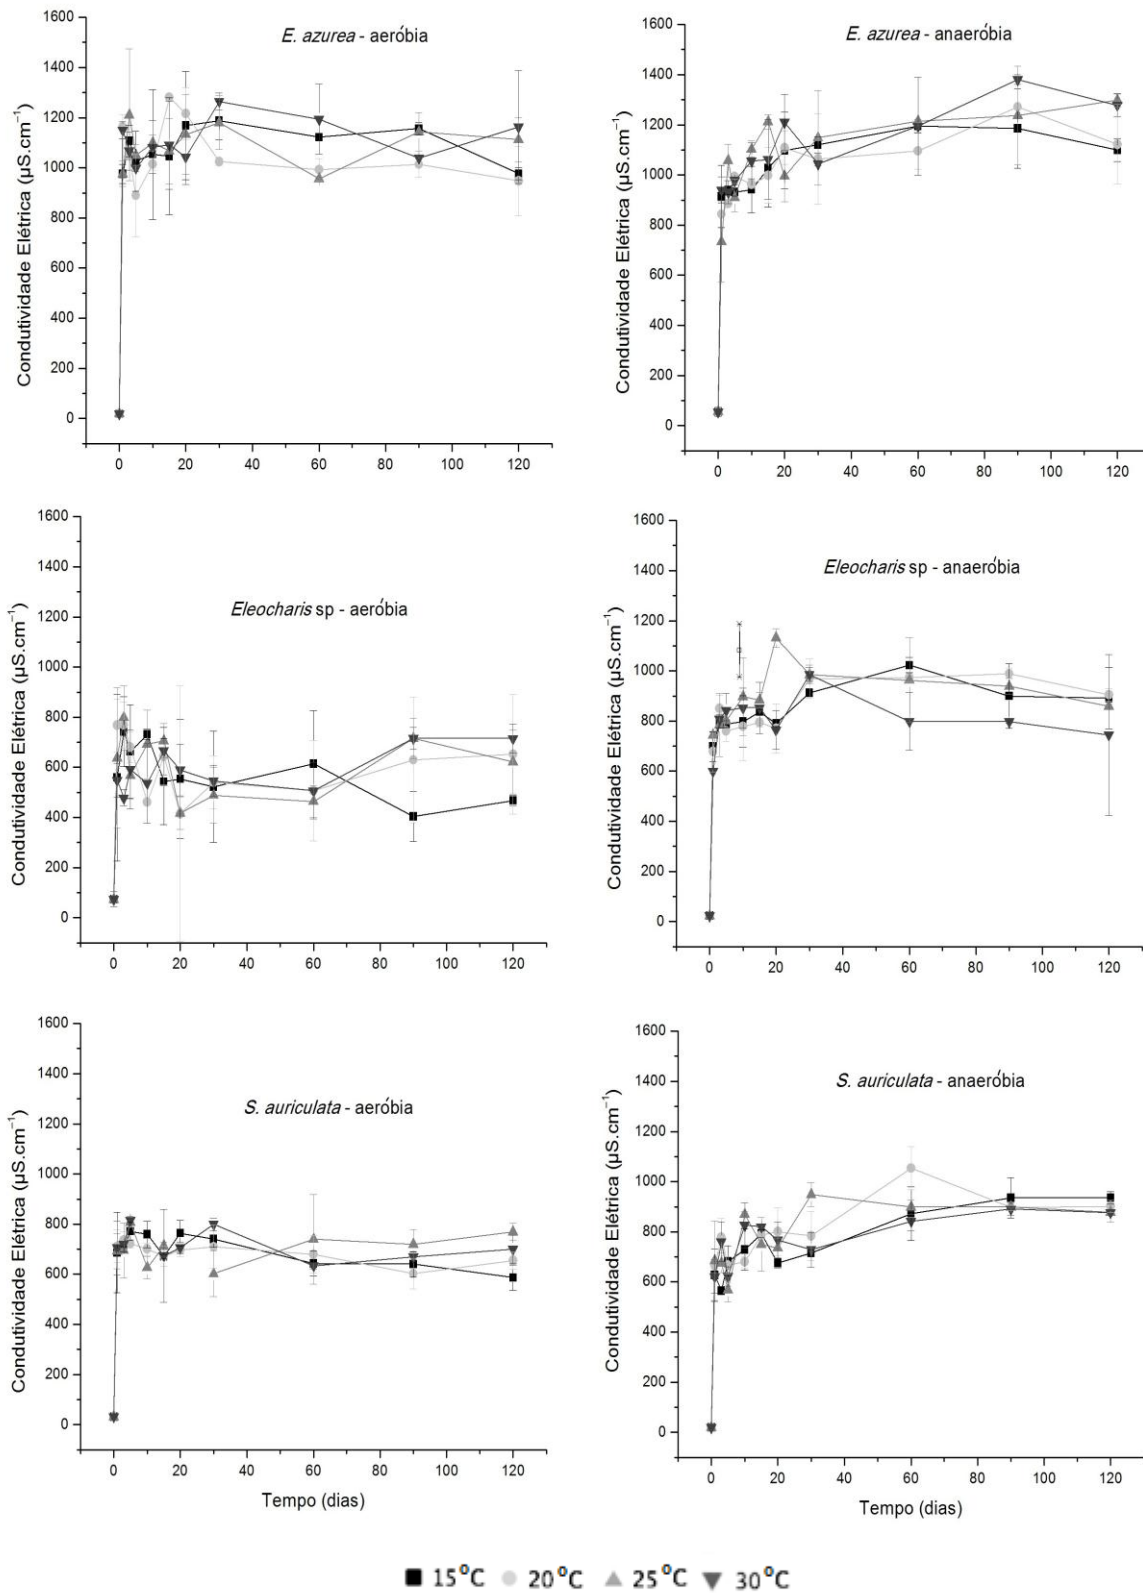 E. azurea - aeróbia
Condutividade Elétrica (µS.cm⁻¹)
1600
1400
1200
1000
800
600
400
200
0
0 20 40 60 80 100 120
E. azurea - anaeróbia
Condutividade Elétrica (µS.cm⁻¹)
1600
1400
1200
1000
800
600
400
200
0
0 20 40 60 80 100 120
Eleocharis sp - aeróbia
Condutividade Elétrica (µS.cm⁻¹)
1600
1400
1200
1000
800
600
400
200
0
0 20 40 60 80 100 120
Eleocharis sp - anaeróbia
Condutividade Elétrica (µS.cm⁻¹)
1600
1400
1200
1000
800
600
400
200
0
0 20 40 60 80 100 120
S. auriculata - aeróbia
Condutividade Elétrica (µS.cm⁻¹)
1600
1400
1200
1000
800
600
400
200
0
0 20 40 60 80 100 120
Tempo (dias)
S. auriculata - anaeróbia
Condutividade Elétrica (µS.cm⁻¹)
1600
1400
1200
1000
800
600
400
200
0
0 20 40 60 80 100 120
Tempo (dias)
15°C 20°C 25°C 30°C